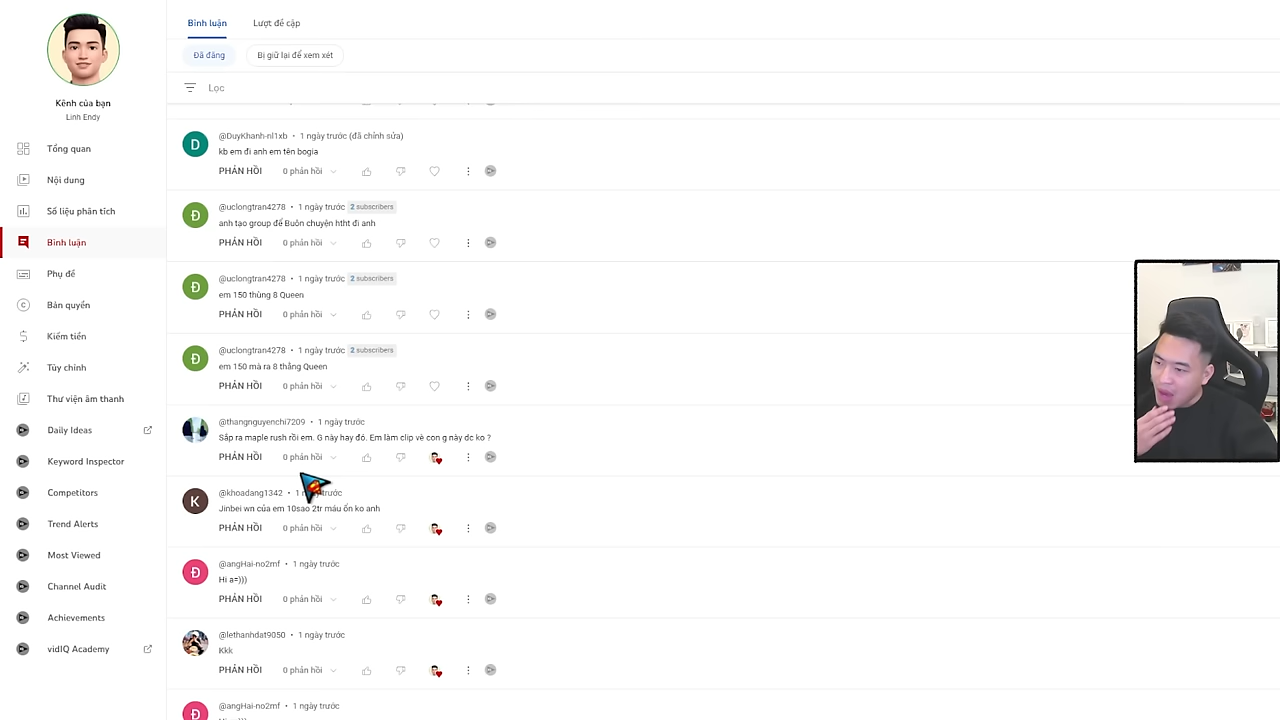 Kênh của bạn
Linh Endy
Tổng quan
Nội dung
Số liệu phân tích
Bình luận
Phụ đề
Bản quyền
Kiếm tiền
Tùy chỉnh
Thư viện âm thanh
Daily Ideas
Keyword Inspector
Competitors
Trend Alerts
Most Viewed
Channel Audit
Achievements
vidIQ Academy
Bình luận
Lượt đề cập
Đã đăng
Bị giữ lại để xem xét
Lọc
D
@DuyKhanh-nl1xb • 1 ngày trước (đã chỉnh sửa)
kb em đi anh em tên bogia
PHẢN HỒI 0 phản hồi
Đ
@uclongtran4278 • 1 ngày trước 2 subscribers
anh tạo group để Buôn chuyện htht đi anh
PHẢN HỒI 0 phản hồi
Đ
@uclongtran4278 • 1 ngày trước 2 subscribers
em 150 thùng 8 Queen
PHẢN HỒI 0 phản hồi
Đ
@uclongtran4278 • 1 ngày trước 2 subscribers
em 150 mà ra 8 thằng Queen
PHẢN HỒI 0 phản hồi
@thangnguyenchi7209 • 1 ngày trước
Sắp ra maple rush rồi em. G này hay đó. Em làm clip vè con g này dc ko ?
PHẢN HỒI 0 phản hồi
K
@khoadang1342 • 1 trước
Jinbei wn của em 10sao 2tr máu ổn ko anh
PHẢN HỒI 0 phản hồi
Đ
@angHai-no2mf • 1 ngày trước
Hi a=)))
PHẢN HỒI 0 phản hồi
@lethanhdat9050 • 1 ngày trước
Kkk
PHẢN HỒI 0 phản hồi
Đ
@angHai-no2mf • 1 ngày trước